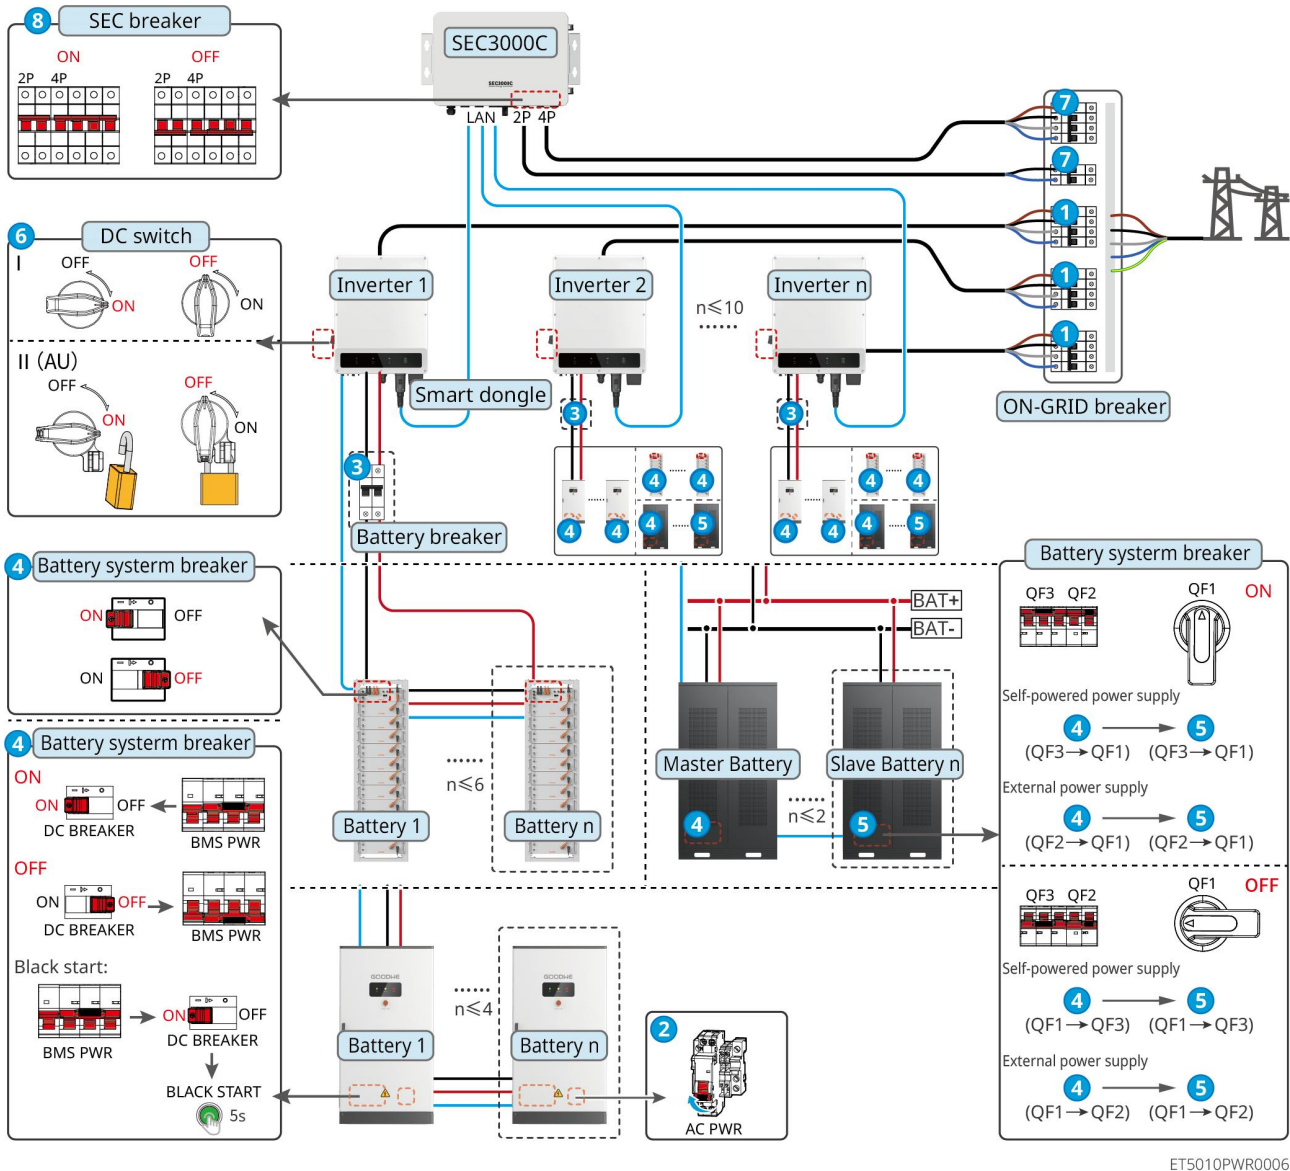 8 SEC breaker
ON
OFF
2P 4P
2P 4P
SEC3000C
SEC3000C
LAN 2P 4P
7
7
1
1
1
ON-GRID breaker
6 DC switch
I
OFF
ON
OFF
ON
II (AU)
OFF
ON
OFF
ON
Inverter 1
Inverter 2
Inverter n
n≤10
......
Smart dongle
3
3
3
Battery breaker
4 4
4 4 4 5
4 4
4 4 4 5
4 Battery systerm breaker
ON OFF
ON OFF
4 Battery systerm breaker
ON
ON OFF
DC BREAKER
BMS PWR
OFF
ON OFF
DC BREAKER
BMS PWR
Black start:
BMS PWR
ON OFF
DC BREAKER
BLACK START
5s
......
n≤6
Battery 1
Battery n
BAT+
BAT-
Master Battery
Slave Battery n
......
n≤2
4
5
GOODWE
GOODWE
......
n≤4
Battery 1
Battery n
2
AC PWR
Battery systerm breaker
QF3 QF2
QF1
ON
Self-powered power supply
4 → 5
(QF3→QF1) (QF3→QF1)
External power supply
4 → 5
(QF2→QF1) (QF2→QF1)
QF3 QF2
QF1
OFF
Self-powered power supply
4 → 5
(QF1→QF3) (QF1→QF3)
External power supply
4 → 5
(QF1→QF2) (QF1→QF2)
ET5010PWR0006